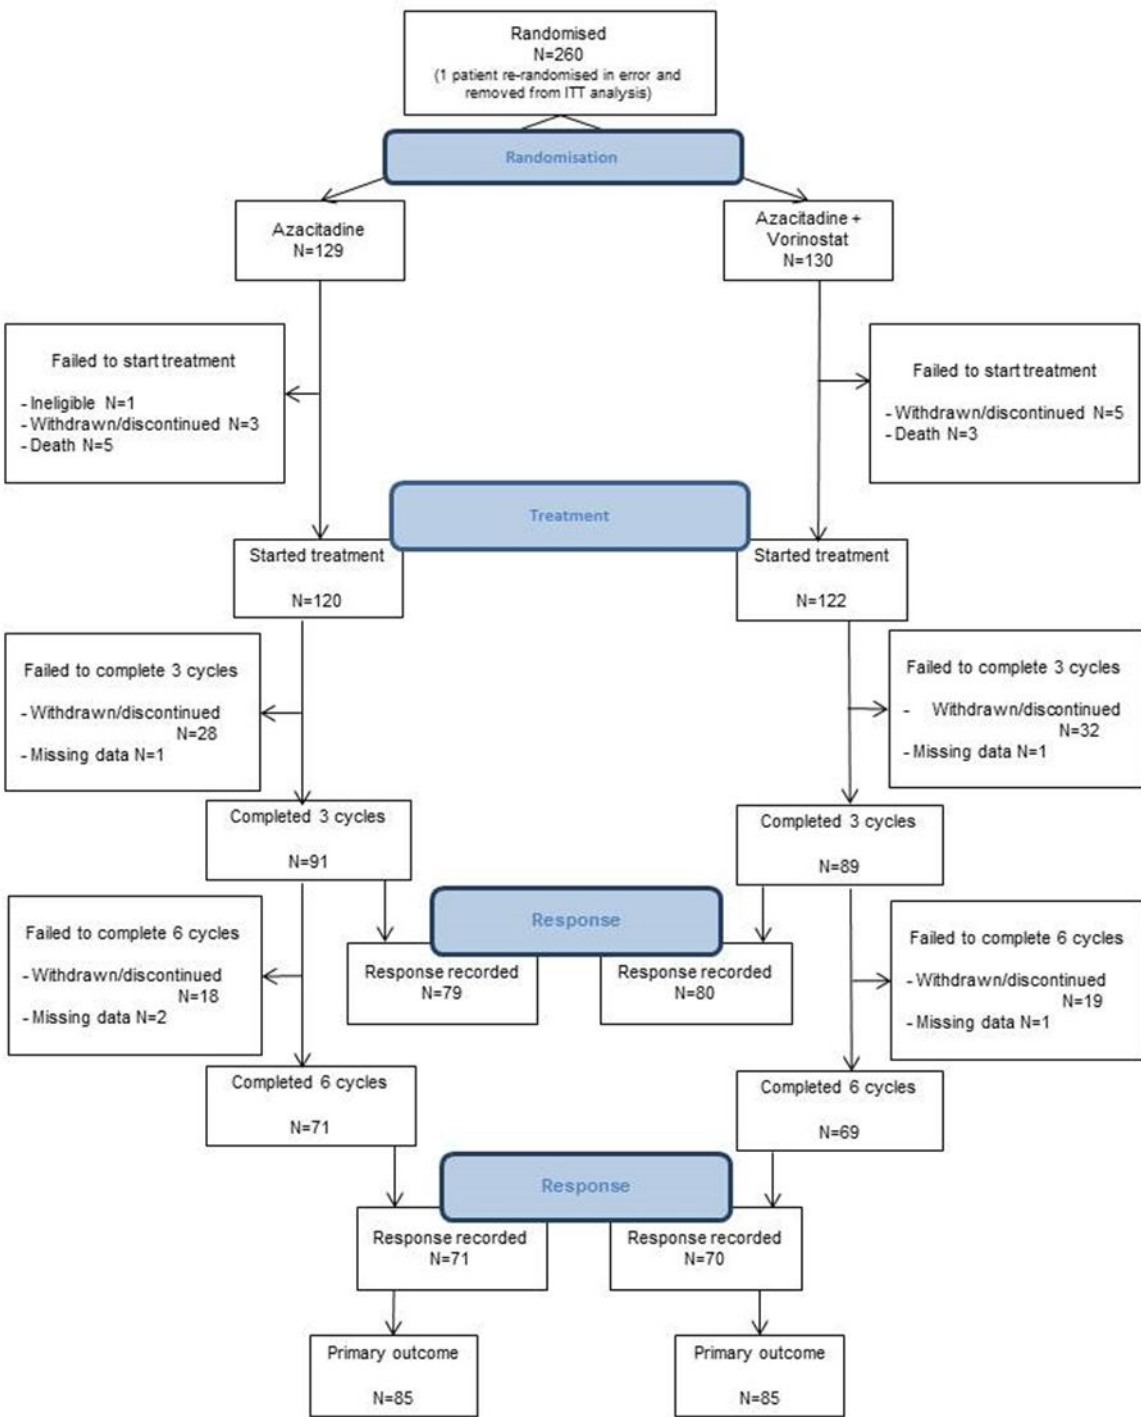 Randomised
N=260
(1 patient re-randomised in error and
removed from ITT analysis)
Randomisation
Azacitadine
N=129
Azacitadine +
Vorinostat
N=130
Failed to start treatment
- Ineligible N=1
- Withdrawn/discontinued N=3
- Death N=5
Failed to start treatment
- Withdrawn/discontinued N=5
- Death N=3
Treatment
Started treatment
N=120
Started treatment
N=122
Failed to complete 3 cycles
- Withdrawn/discontinued
N=28
- Missing data N=1
Failed to complete 3 cycles
- Withdrawn/discontinued
N=32
- Missing data N=1
Completed 3 cycles
N=91
Completed 3 cycles
N=89
Response
Response recorded
N=79
Response recorded
N=80
Failed to complete 6 cycles
- Withdrawn/discontinued
N=18
- Missing data N=2
Failed to complete 6 cycles
- Withdrawn/discontinued
N=19
- Missing data N=1
Completed 6 cycles
N=71
Completed 6 cycles
N=69
Response
Response recorded
N=71
Response recorded
N=70
Primary outcome
N=85
Primary outcome
N=85